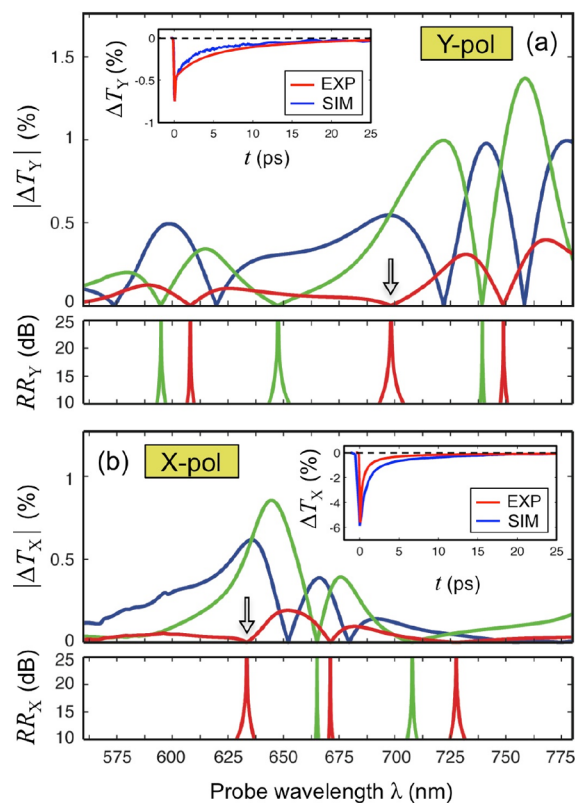 Y-pol (a)
|ΔT_Y| (%)
1.5
1
0.5
0
ΔT_Y (%)
0
-0.5
-1
0 5 10 15 20 25
t (ps)
EXP
SIM
RR_Y (dB)
25
20
15
10
(b) X-pol
|ΔT_X| (%)
1
0.5
0
ΔT_X (%)
0
-2
-4
-6
0 5 10 15 20 25
t (ps)
EXP
SIM
RR_X (dB)
25
20
15
10
575 600 625 650 675 700 725 750 775
Probe wavelength λ (nm)